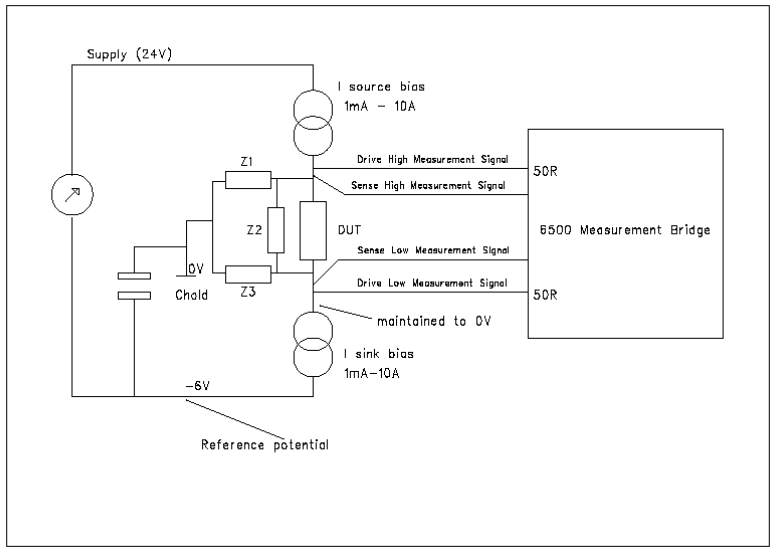 Supply (24V)
I source bias
1mA - 10A
Drive High Measurement Signal
50R
Z1
Sense High Measurement Signal
Z2
DUT
6500 Measurement Bridge
Sense Low Measurement Signal
0V
Z3
Chald
Drive Low Measurement Signal
50R
maintained to 0V
I sink bias
1mA-10A
-6V
Reference potential